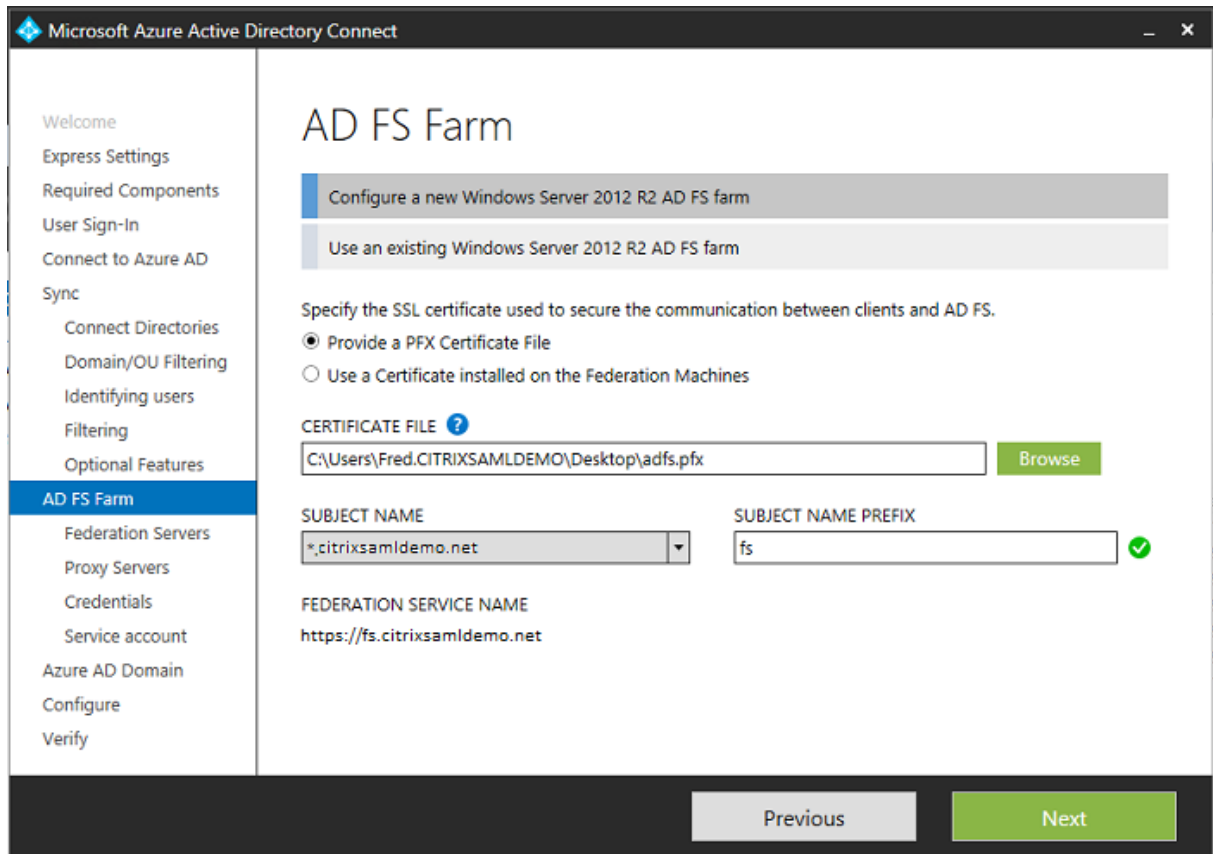 Microsoft Azure Active Directory Connect
Welcome
Express Settings
Required Components
User Sign-In
Connect to Azure AD
Sync
Connect Directories
Domain/OU Filtering
Identifying users
Filtering
Optional Features
AD FS Farm
Federation Servers
Proxy Servers
Credentials
Service account
Azure AD Domain
Configure
Verify
AD FS Farm
Configure a new Windows Server 2012 R2 AD FS farm
Use an existing Windows Server 2012 R2 AD FS farm
Specify the SSL certificate used to secure the communication between clients and AD FS.
Provide a PFX Certificate File
Use a Certificate installed on the Federation Machines
CERTIFICATE FILE ?
C:\Users\Fred.CITRIXSAMLDEMO\Desktop\adfs.pfx Browse
SUBJECT NAME SUBJECT NAME PREFIX
*.citrixsamldemo.net fs
FEDERATION SERVICE NAME
https://fs.citrixsamldemo.net
Previous Next